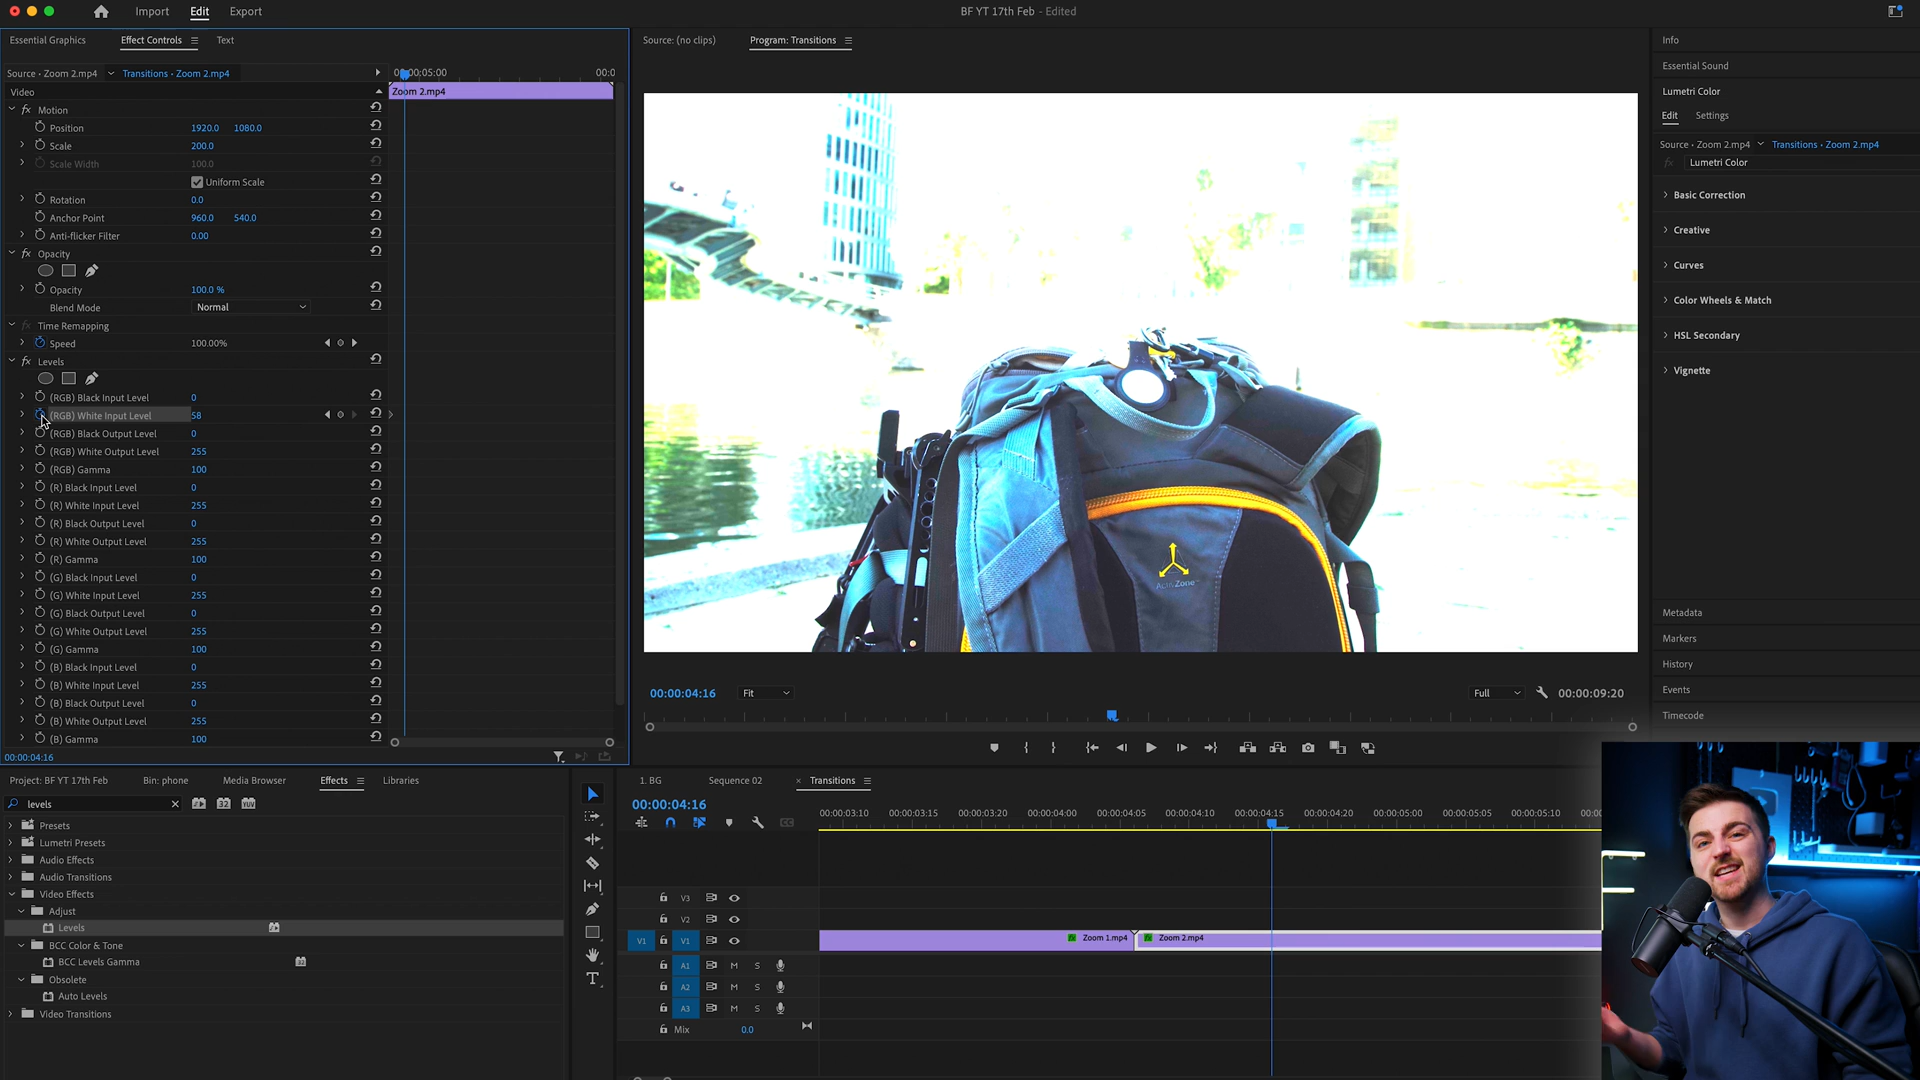 Import Edit Export
BF YT 17th Feb - Edited
Essential Graphics Effect Controls Text
Source • Zoom 2.mp4 Transitions • Zoom 2.mp4
:00:05:00 00:0
Video
Zoom 2.mp4
fx Motion
Position 1920.0 1080.0
Scale 200.0
Scale Width 100.0
Uniform Scale
Rotation 0.0
Anchor Point 960.0 540.0
Anti-flicker Filter 0.00
fx Opacity
Opacity 100.0 %
Blend Mode Normal
fx Time Remapping
Speed 100.00%
fx Levels
(RGB) Black Input Level 0
(RGB) White Input Level 58
(RGB) Black Output Level 0
(RGB) White Output Level 255
(RGB) Gamma 100
(R) Black Input Level 0
(R) White Input Level 255
(R) Black Output Level 0
(R) White Output Level 255
(R) Gamma 100
(G) Black Input Level 0
(G) White Input Level 255
(G) Black Output Level 0
(G) White Output Level 255
(G) Gamma 100
(B) Black Input Level 0
(B) White Input Level 255
(B) Black Output Level 0
(B) White Output Level 255
(B) Gamma 100
00:00:04:16
Source: (no clips) Program: Transitions
00:00:04:16 Fit Full 00:00:09:20
Info
Essential Sound
Lumetri Color
Edit Settings
Source • Zoom 2.mp4 Transitions • Zoom 2.mp4
fx Lumetri Color
Basic Correction
Creative
Curves
Color Wheels & Match
HSL Secondary
Vignette
Metadata
Markers
History
Events
Timecode
Project: BF YT 17th Feb Bin: phone Media Browser Effects Libraries
levels
32 YUV
Presets
Lumetri Presets
Audio Effects
Audio Transitions
Video Effects
Adjust
Levels
BCC Color & Tone
BCC Levels Gamma
Obsolete
Auto Levels
Video Transitions
1. BG Sequence 02 × Transitions
00:00:04:16
00:00:03:10 00:00:03:15 00:00:03:20 00:00:04:00 00:00:04:05 00:00:04:10 00:00:04:15 00:00:04:20 00:00:05:00 00:00:05:05 00:00:05:10 00:00
V3
V2
V1 V1 fx Zoom 1.mp4 fx Zoom 2.mp4
A1 M S
A2 M S
A3 M S
Mix 0.0